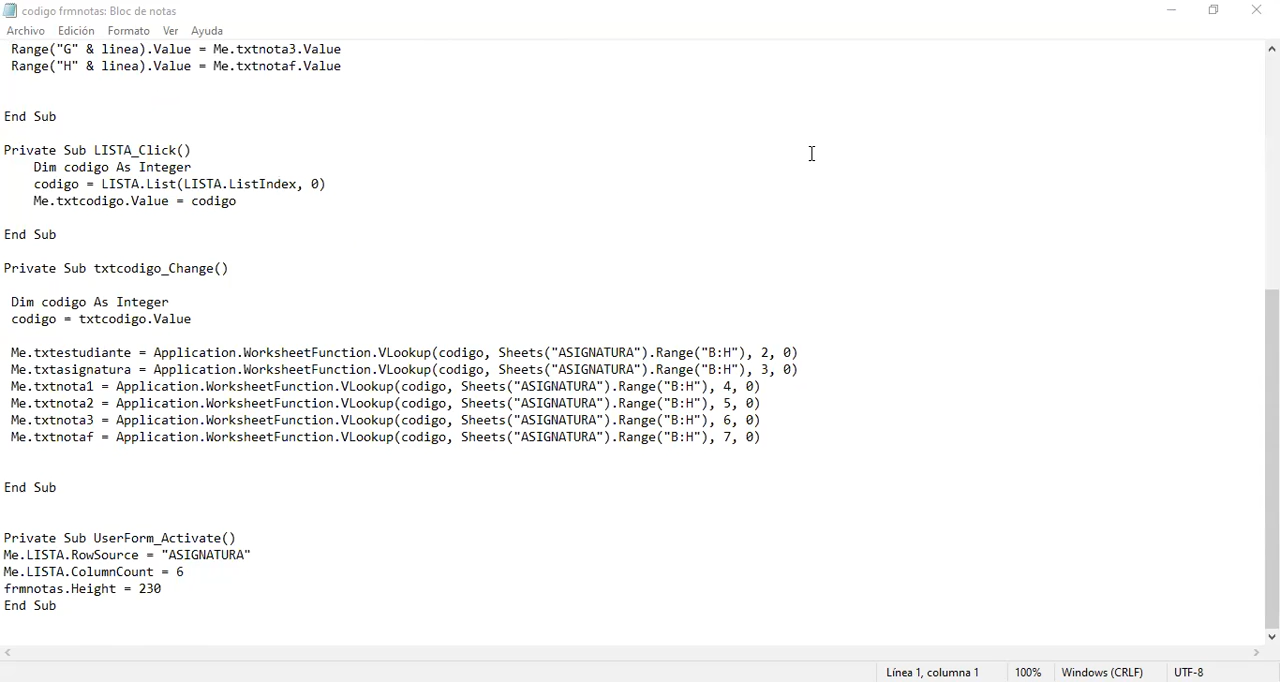 codigo frmnotas: Bloc de notas
Archivo Edición Formato Ver Ayuda
Range("G" & linea).Value = Me.txtnota3.Value
Range("H" & linea).Value = Me.txtnotaf.Value
End Sub
Private Sub LISTA_Click()
Dim codigo As Integer
codigo = LISTA.List(LISTA.ListIndex, 0)
Me.txtcodigo.Value = codigo
End Sub
Private Sub txtcodigo_Change()
Dim codigo As Integer
codigo = txtcodigo.Value
Me.txtestudiante = Application.WorksheetFunction.VLookup(codigo, Sheets("ASIGNATURA").Range("B:H"), 2, 0)
Me.txtasignatura = Application.WorksheetFunction.VLookup(codigo, Sheets("ASIGNATURA").Range("B:H"), 3, 0)
Me.txtnota1 = Application.WorksheetFunction.VLookup(codigo, Sheets("ASIGNATURA").Range("B:H"), 4, 0)
Me.txtnota2 = Application.WorksheetFunction.VLookup(codigo, Sheets("ASIGNATURA").Range("B:H"), 5, 0)
Me.txtnota3 = Application.WorksheetFunction.VLookup(codigo, Sheets("ASIGNATURA").Range("B:H"), 6, 0)
Me.txtnotaf = Application.WorksheetFunction.VLookup(codigo, Sheets("ASIGNATURA").Range("B:H"), 7, 0)
End Sub
Private Sub UserForm_Activate()
Me.LISTA.RowSource = "ASIGNATURA"
Me.LISTA.ColumnCount = 6
frmnotas.Height = 230
End Sub
Línea 1, columna 1 100% Windows (CRLF) UTF-8